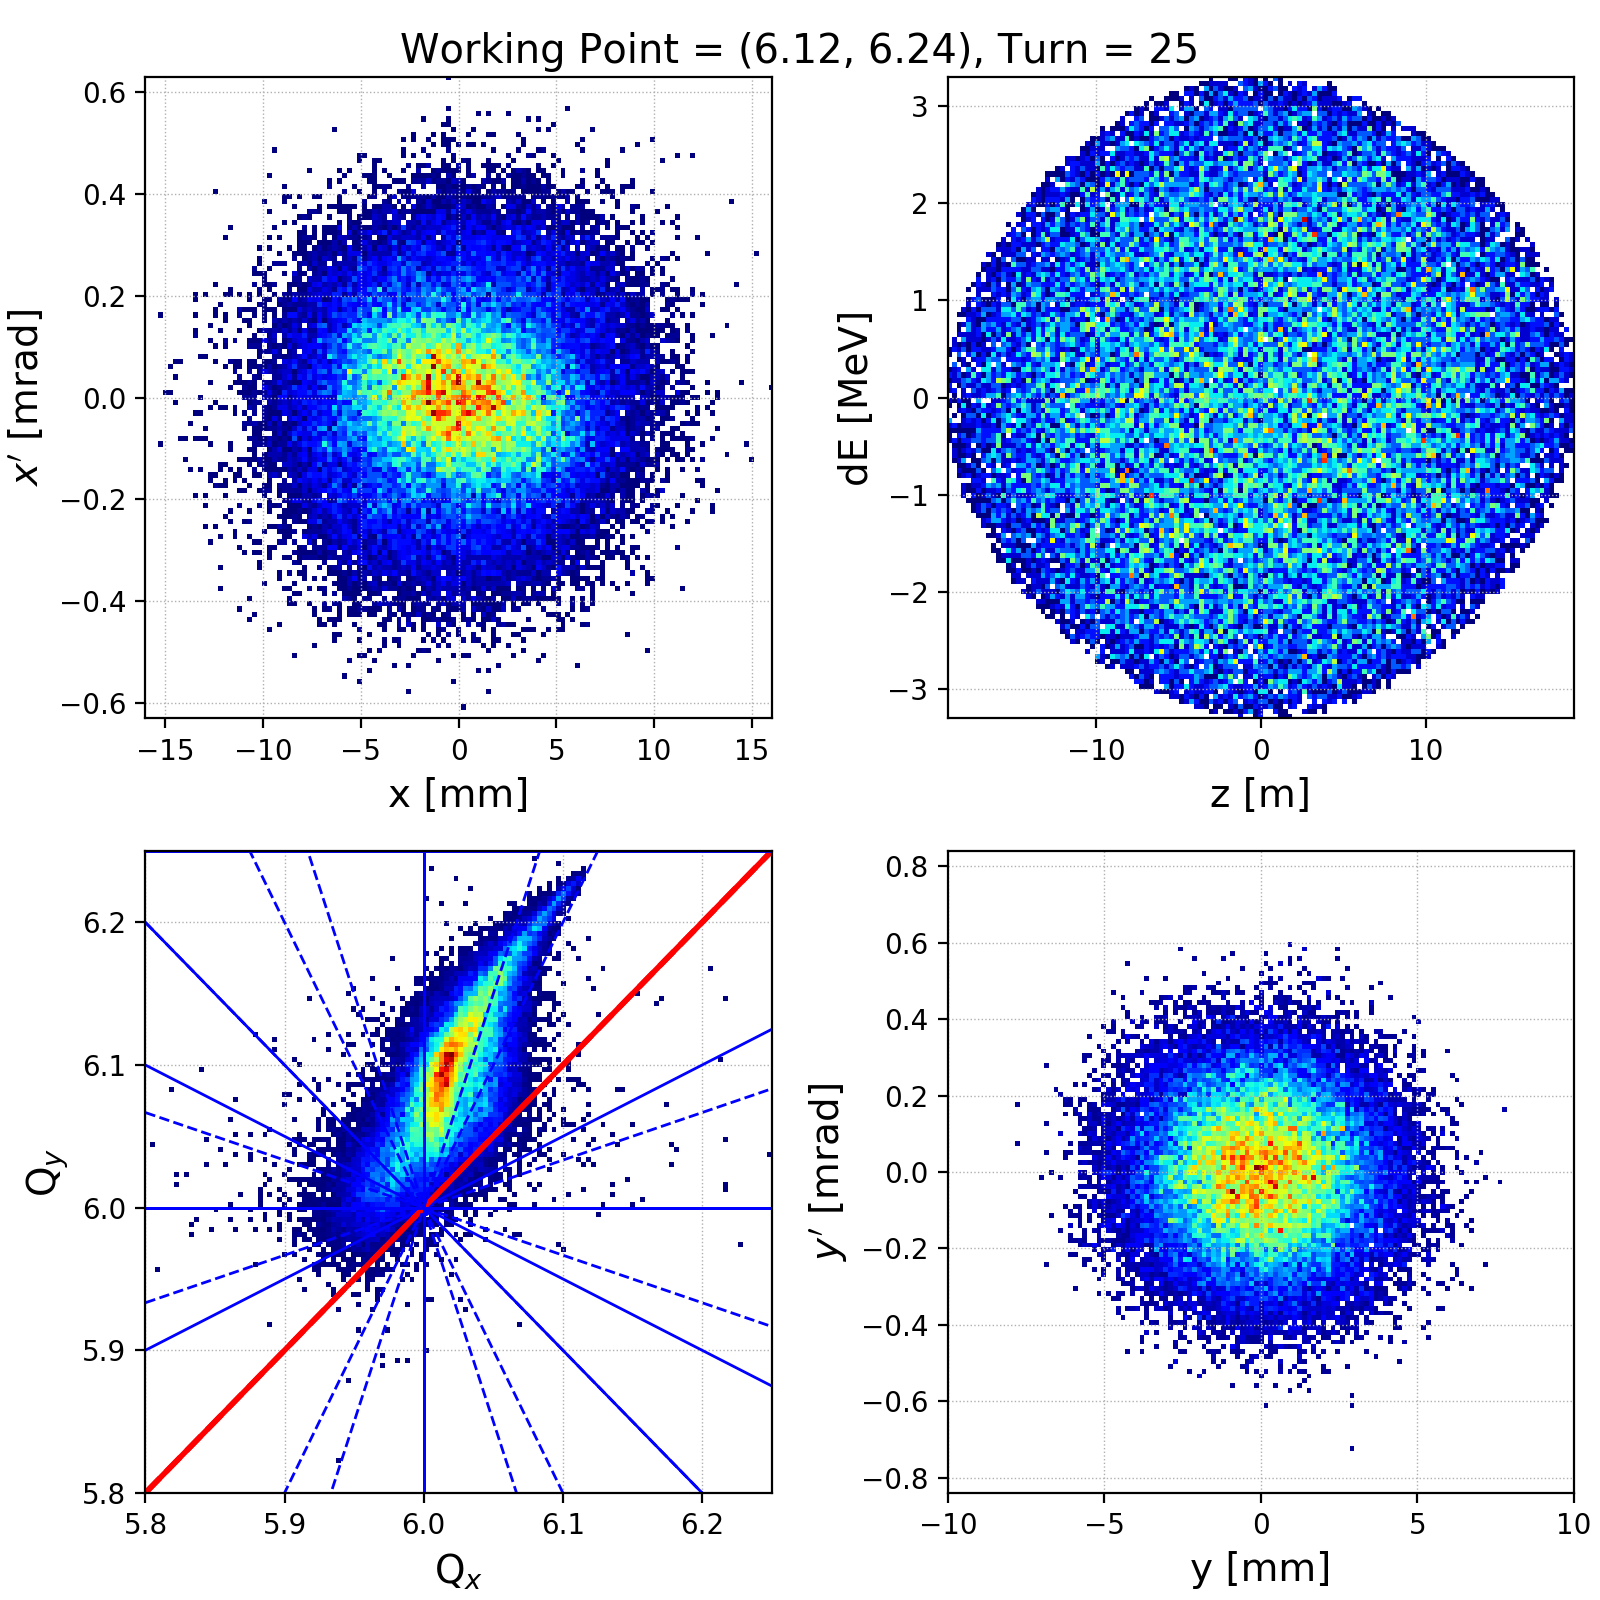 Working Point = (6.12, 6.24), Turn = 25
0.6
0.4
0.2
0.0
−0.2
−0.4
−0.6
x′ [mrad]
−15 −10 −5 0 5 10 15
x [mm]
3
2
1
0
−1
−2
−3
dE [MeV]
−10 0 10
z [m]
6.2
6.1
6.0
5.9
5.8
Qy
5.8 5.9 6.0 6.1 6.2
Qx
0.8
0.6
0.4
0.2
0.0
−0.2
−0.4
−0.6
−0.8
y′ [mrad]
−10 −5 0 5 10
y [mm]